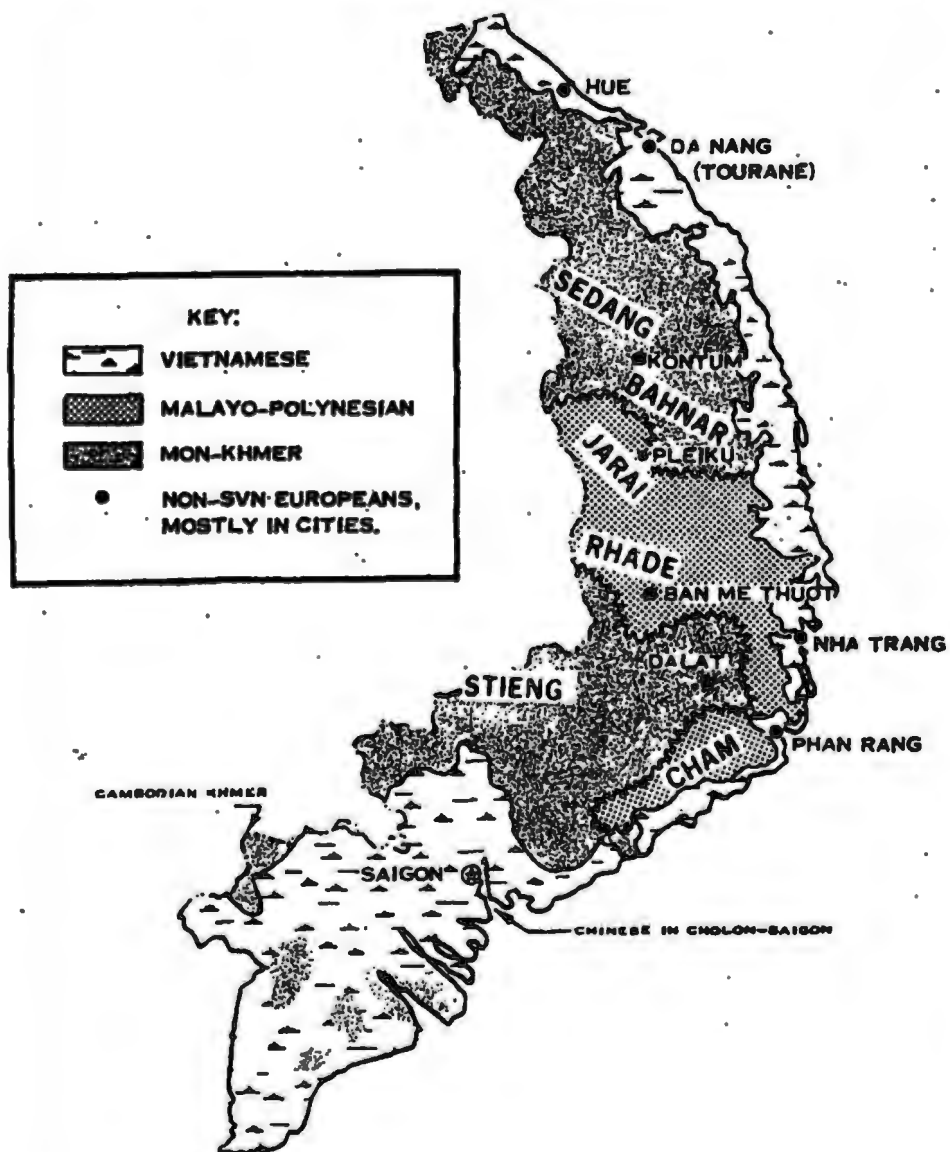 HUE
DA NANG
(TOURANE)
KEY:
VIETNAMESE
MALAYO-POLYNESIAN
MON-KHMER
NON-SVN EUROPEANS,
MOSTLY IN CITIES.
SEDANG
KONTUM
BAHNAR
JARAI
PLEIKU
RHADE
BAN ME THUOT
NHA TRANG
DALAT
STIENG
PHAN RANG
CHAM
CAMBODIAN KHMER
SAIGON
CHINESE IN CHOLON-SAIGON